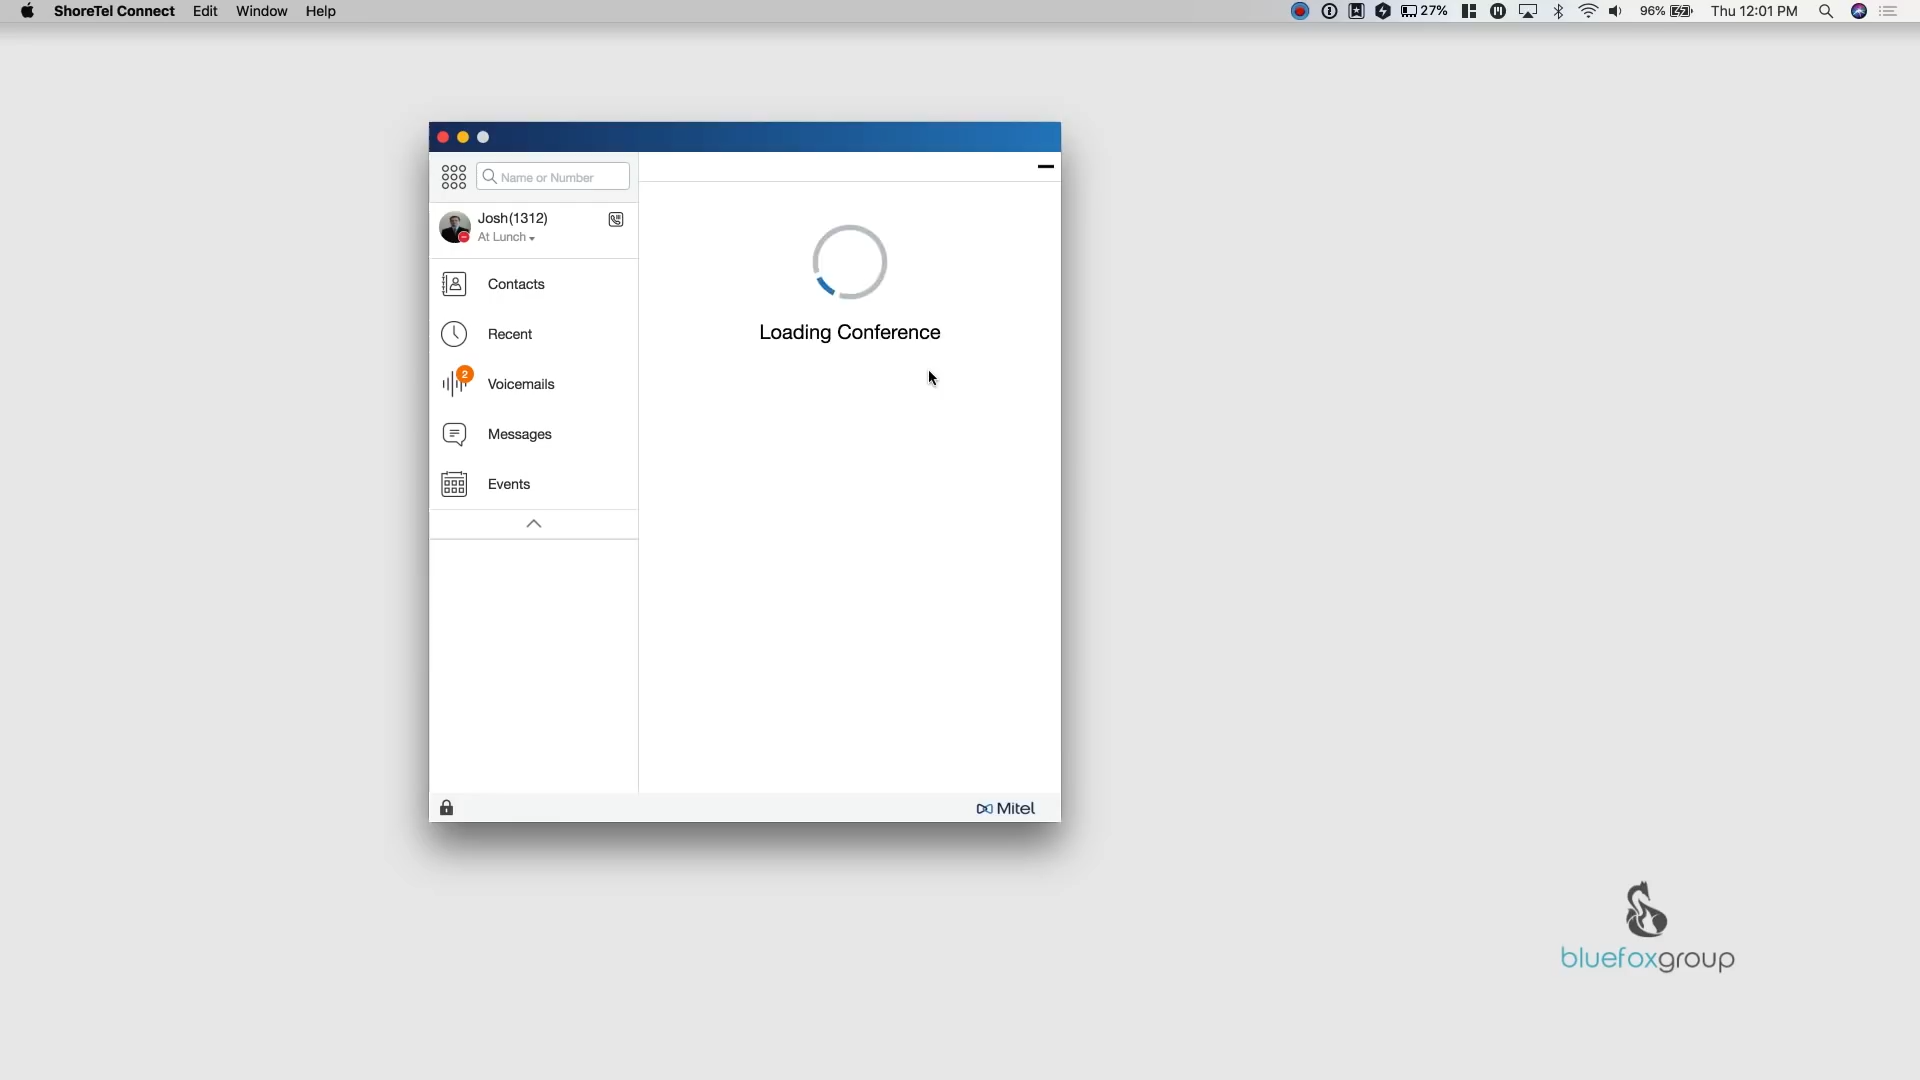 ShoreTel Connect Edit Window Help 27% 96% Thu 12:01 PM
Name or Number
Josh(1312)
At Lunch
Contacts
Recent
2
Voicemails
Messages
Events
Loading Conference
Mitel
bluefoxgroup